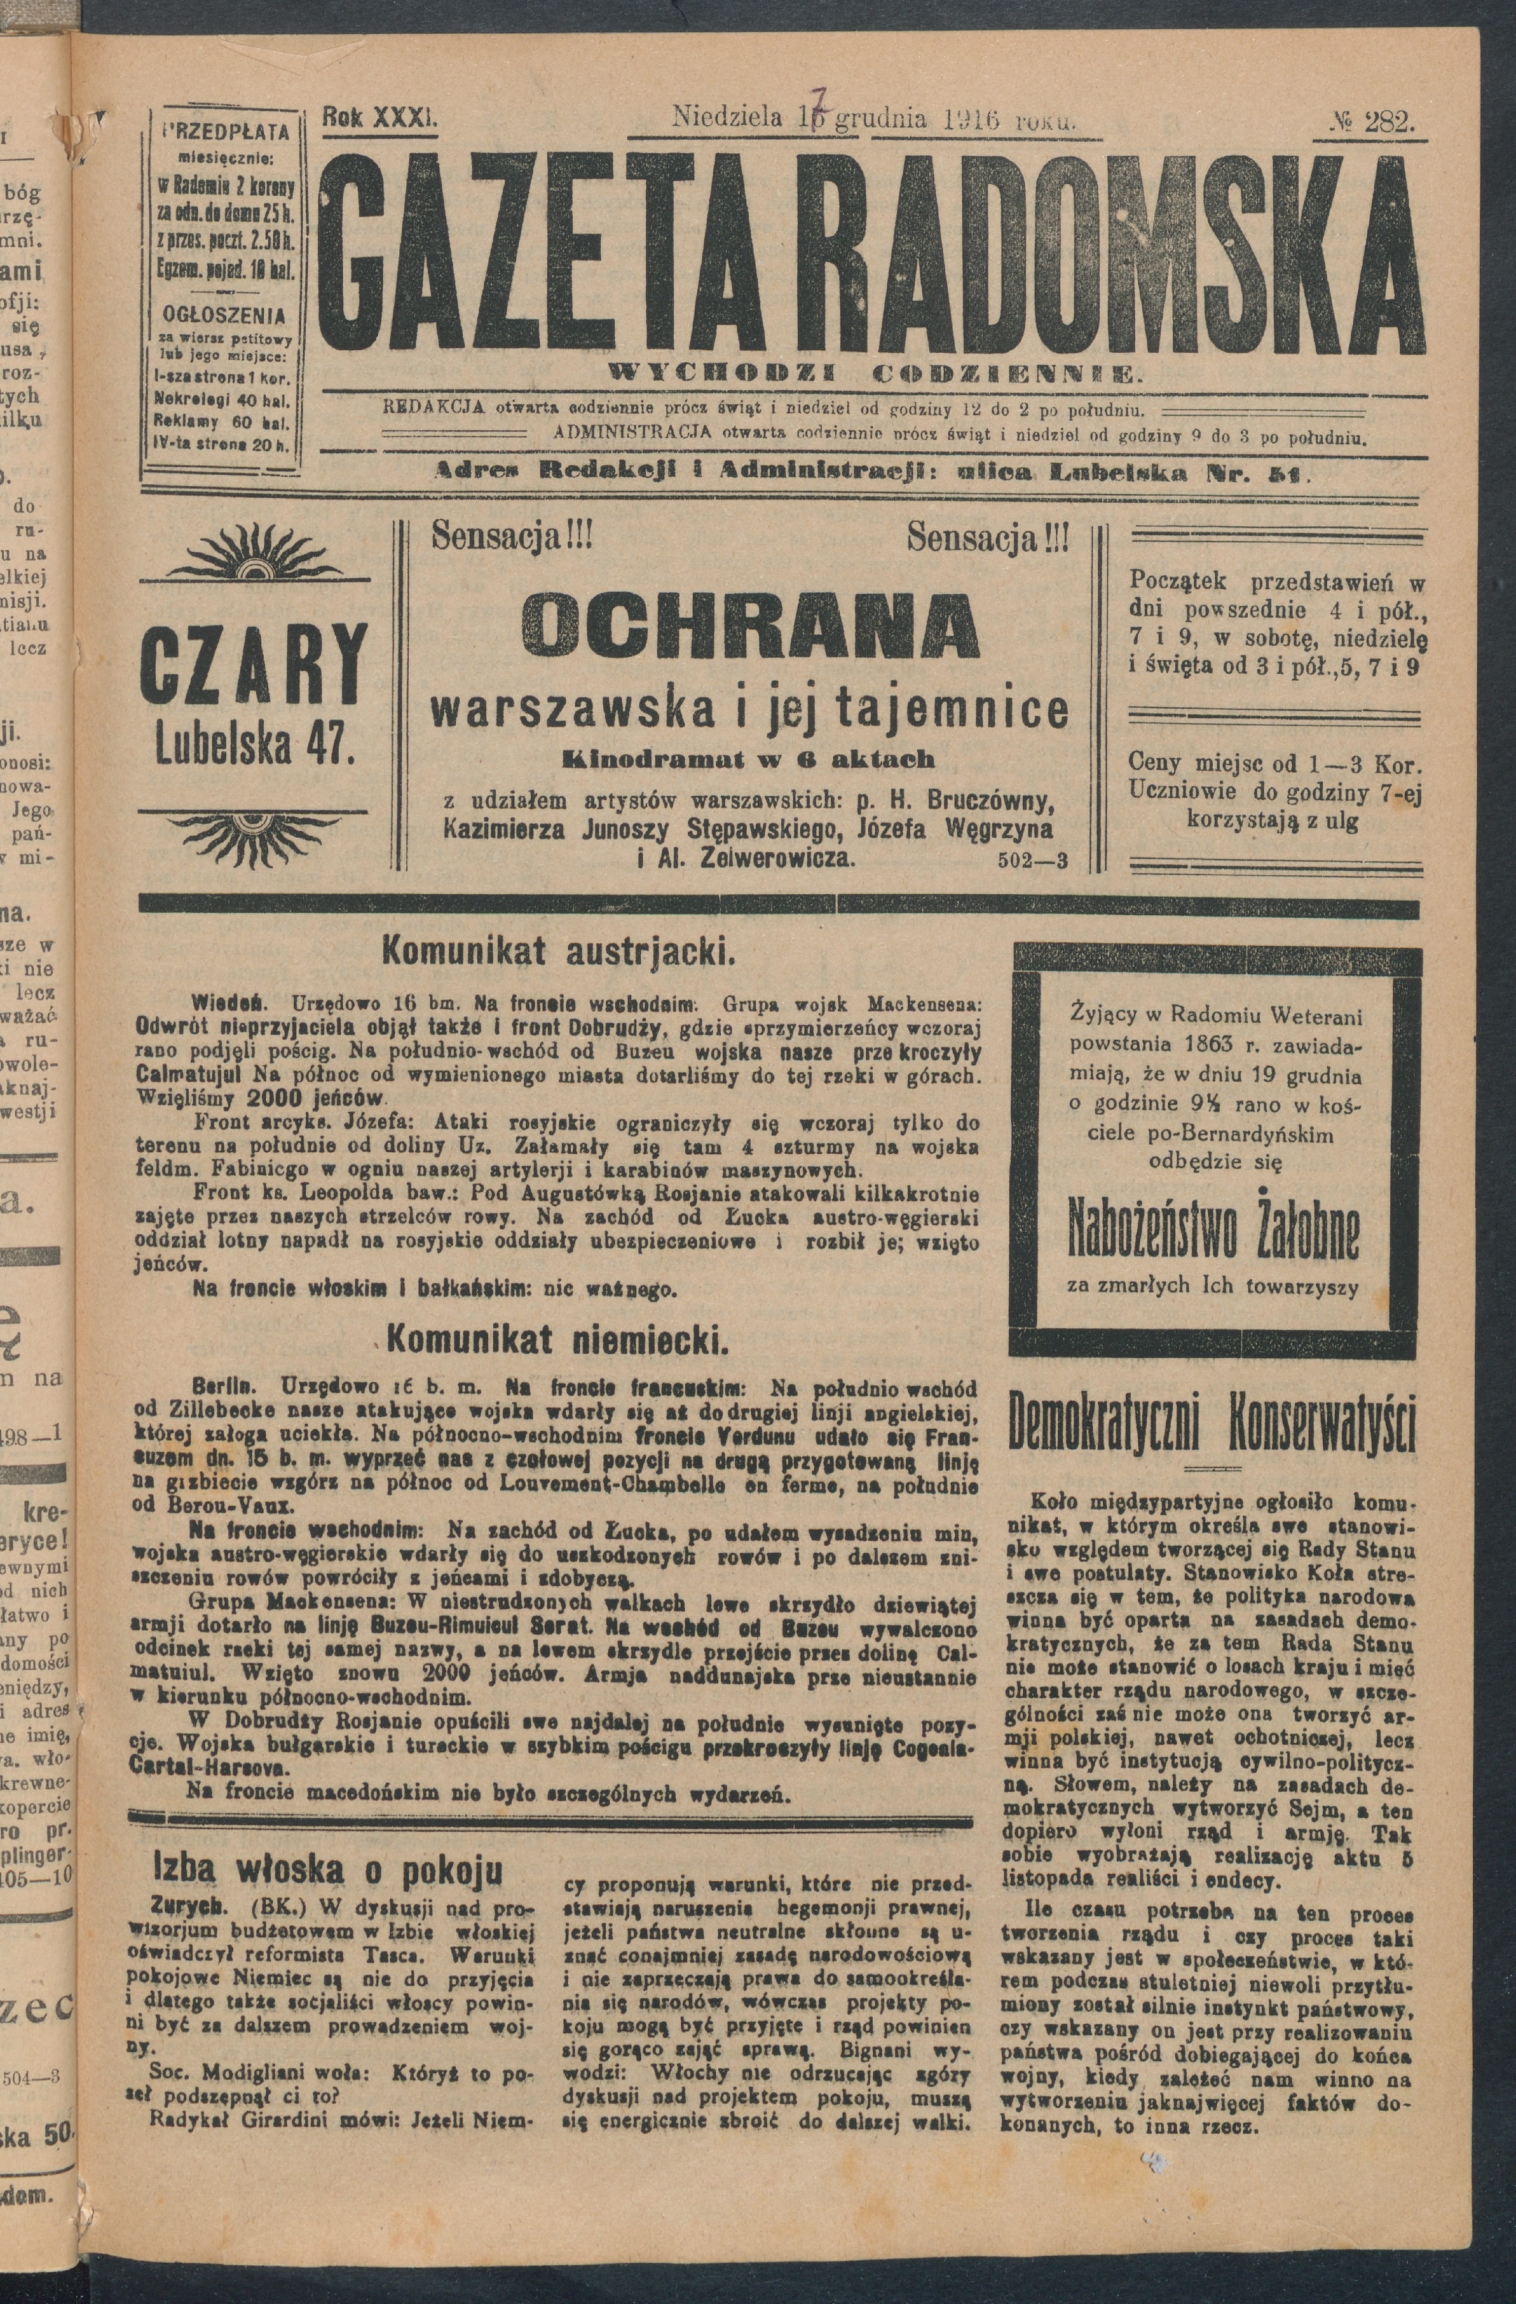 PRZEDPŁATA
miesięcznie:
w Radomiu 2 korony
za odn. do domu 25 h.
z przes. poczt. 2.50 h.
Egzem. pojed. 10 hal.
OGŁOSZENIA
za wiersz petitowy
lub jego miejsce:
I-sza strona 1 kor.
Nekrologi 40 hal.
Reklamy 60 hal.
IV-ta strona 20 h.
Rok XXXI.
Niedziela 17 grudnia 1916 roku.
№ 282.
GAZETA RADOMSKA
WYCHODZI CODZIENNIE.
REDAKCJA otwarta codziennie prócz świąt i niedziel od godziny 12 do 2 po południu.
ADMINISTRACJA otwarta codziennie prócz świąt i niedziel od godziny 9 do 3 po południu.
Adres Redakcji i Administracji: ulica Lubelska Nr. 51.
CZARY
Lubelska 47.
Sensacja!!! Sensacja!!!
OCHRANA
warszawska i jej tajemnice
Kinodramat w 6 aktach
z udziałem artystów warszawskich: p. H. Bruczówny,
Kazimierza Junoszy Stępawskiego, Józefa Węgrzyna
i Al. Zelwerowicza. 502—3
Początek przedstawień w
dni powszednie 4 i pół.,
7 i 9, w sobotę, niedzielę
i święta od 3 i pół., 5, 7 i 9
Ceny miejsc od 1—3 Kor.
Uczniowie do godziny 7-ej
korzystają z ulg
Komunikat austrjacki.
Wiedeń. Urzędowo 16 bm. Na froncie wschodnim. Grupa wojsk Mackensena:
Odwrót nieprzyjaciela objął także i front Dobrudży, gdzie sprzymierzeńcy wczoraj
rano podjęli pościg. Na południo-wschód od Buzeu wojska nasze przekroczyły
Calmatujul Na północ od wymienionego miasta dotarliśmy do tej rzeki w górach.
Wzięliśmy 2000 jeńców.
Front arcyks. Józefa: Ataki rosyjskie ograniczyły się wczoraj tylko do
terenu na południe od doliny Uz. Załamały się tam 4 szturmy na wojska
feldm. Fabinicgo w ogniu naszej artylerji i karabinów maszynowych.
Front ks. Leopolda baw.: Pod Augustówką Rosjanie atakowali kilkakrotnie
zajęte przez naszych strzelców rowy. Na zachód od Łucka austro-węgierski
oddział lotny napadł na rosyjskie oddziały ubezpieczeniowe i rozbił je; wzięto
jeńców.
Na froncie włoskim i bałkańskim: nic ważnego.
Komunikat niemiecki.
Berlin. Urzędowo 16 b. m. Na froncie francuskim: Na południo wschód
od Zillebecke nasze atakujące wojska wdarły się aż do drugiej linji angielskiej,
której załoga uciekła. Na północno-wschodnim froncie Verdunu udało się Fran-
cuzom dn. 15 b. m. wyprzeć nas z czołowej pozycji na drugą przygotowaną linję
na grzbiecie wzgórz na północ od Louvement-Chambelle en ferme, na południe
od Berou-Vaux.
Na froncie wschodnim: Na zachód od Łucka, po udałem wysadzeniu min,
wojska austro-węgierskie wdarły się do uszkodzonych rowów i po dalszem zni-
szczeniu rowów powróciły z jeńcami i zdobyczą.
Grupa Mackensena: W niestrudzonych walkach lewe skrzydło dziewiątej
armji dotarło na linję Buzeu-Rimuicul Sarat. Na wschód od Buzeu wywalczono
odcinek rzeki tej samej nazwy, a na lewem skrzydle przejście przez dolinę Cal-
matuiul. Wzięto znowu 2000 jeńców. Armja naddunajska prze nieustannie
w kierunku północno-wschodnim.
W Dobrudży Rosjanie opuścili swe najdalej na południe wysunięte pozy-
cje. Wojska bułgarskie i tureckie w szybkim pościgu przekroczyły linję Cogeala-
Cartal-Harsova.
Na froncie macedońskim nie było szczególnych wydarzeń.
Izba włoska o pokoju
Zurych. (BK.) W dyskusji nad pro-
wizorjum budżetowem w Izbie włoskiej
oświadczył reformista Tasca. Warunki
pokojowe Niemiec są nie do przyjęcia
i dlatego także socjaliści włoscy powin-
ni być za dalszem prowadzeniem woj-
ny.
Soc. Modigliani woła: Któryż to po-
seł podszepnął ci to?
Radykał Girardini mówi: Jeżeli Niem-
cy proponują warunki, które nie przed-
stawiają naruszenia hegemonji prawnej,
jeżeli państwa neutralne skłonne są u-
znać conajmniej zasadę narodowościową
i nie zaprzeczają prawa do samookreśla-
nia się narodów, wówczas projekty po-
koju mogą być przyjęte i rząd powinien
się gorąco zająć sprawą. Bignani wy-
wodzi: Włochy nie odrzucając zgóry
dyskusji nad projektem pokoju, muszą
się energicznie zbroić do dalszej walki.
Żyjący w Radomiu Weterani
powstania 1863 r. zawiada-
miają, że w dniu 19 grudnia
o godzinie 9½ rano w koś-
ciele po-Bernardyńskim
odbędzie się
Nabożeństwo Żałobne
za zmarłych Ich towarzyszy
Demokratyczni Konserwatyści
Koło międzypartyjne ogłosiło komu-
nikat, w którym określa swe stanowi-
sko względem tworzącej się Rady Stanu
i swe postulaty. Stanowisko Koła stre-
szcza się w tem, że polityka narodowa
winna być oparta na zasadach demo-
kratycznych, że za tem Rada Stanu
nie może stanowić o losach kraju i mieć
charakter rządu narodowego, w szcze-
gólności zaś nie może ona tworzyć ar-
mji polskiej, nawet ochotniczej, lecz
winna być instytucją cywilno-politycz-
ną. Słowem, należy na zasadach de-
mokratycznych wytworzyć Sejm, a ten
dopiero wyłoni rząd i armję. Tak
sobie wyobrażają realizację aktu 5
listopada realiści i endecy.
Ile czasu potrzeba na ten proces
tworzenia rządu i czy proces taki
wskazany jest w społeczeństwie, w któ-
rem podczas stuletniej niewoli przytłu-
miony został silnie instynkt państwowy,
czy wskazany on jest przy realizowaniu
państwa pośród dobiegającej do końca
wojny, kiedy zależeć nam winno na
wytworzeniu jaknajwięcej faktów do-
konanych, to inna rzecz.